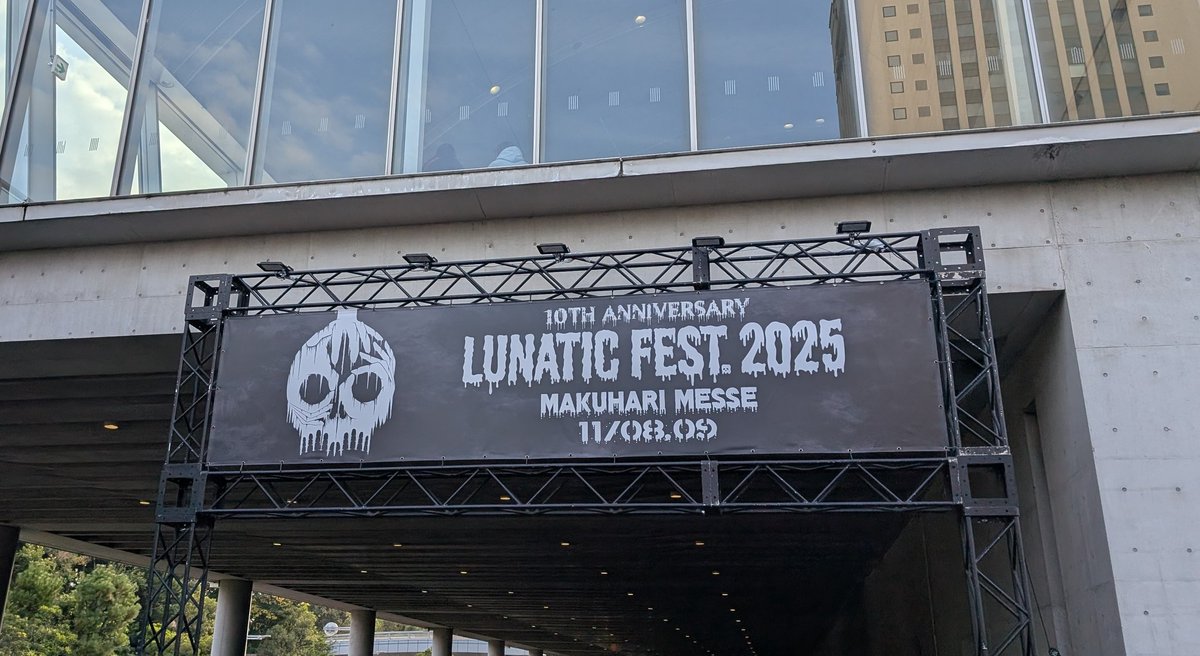 10TH ANNIVERSARY
LUNATIC FEST. 2025
MAKUHARI MESSE
11/08.09